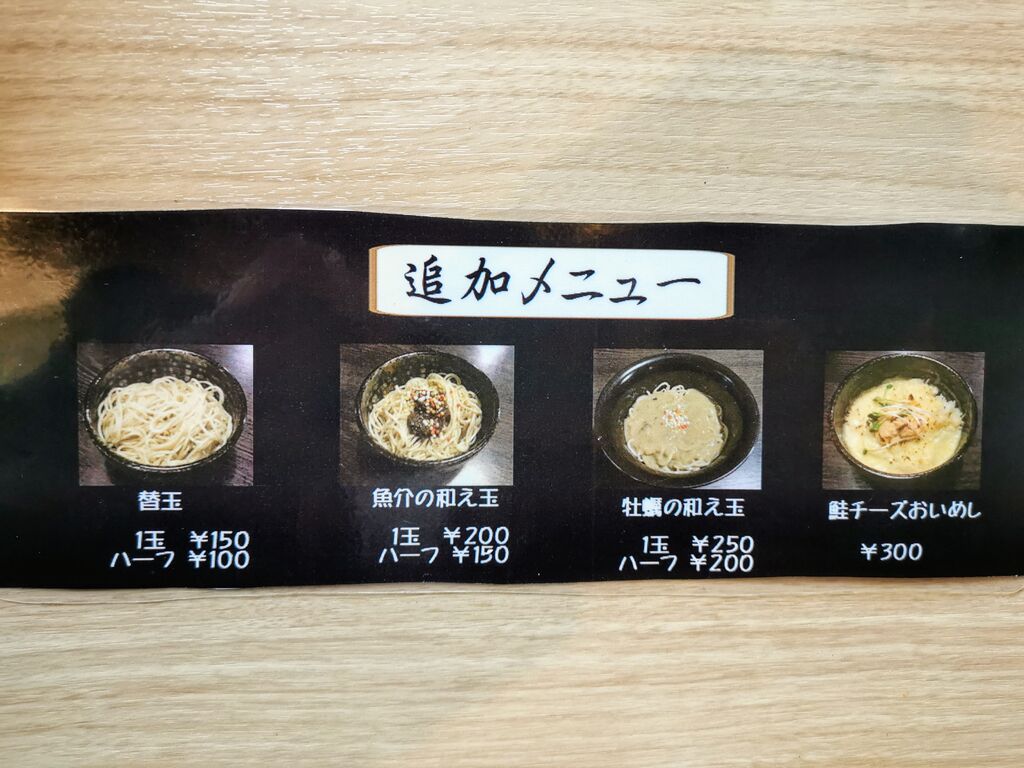 追加メニュー
替玉
1玉 ¥150
ハーフ ¥100
魚介の和え玉
1玉 ¥200
ハーフ ¥150
牡蠣の和え玉
1玉 ¥250
ハーフ ¥200
鮭チーズおいめし
¥300